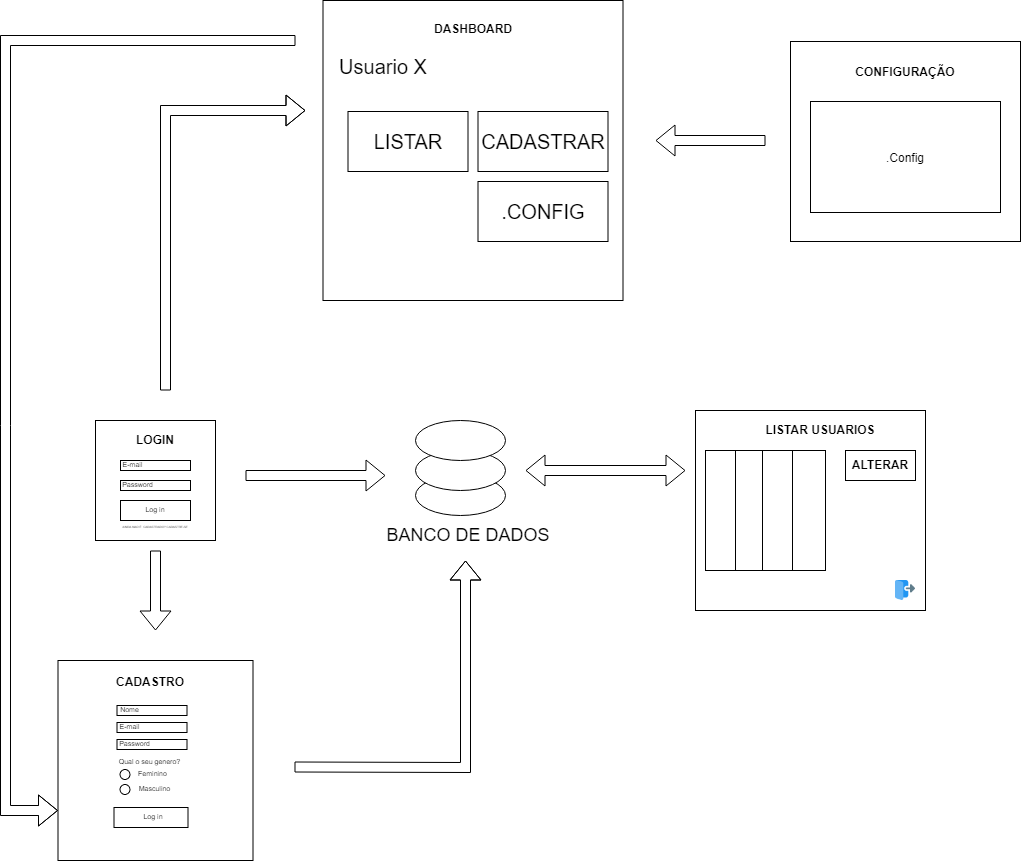 DASHBOARD
Usuario X
LISTAR
CADASTRAR
.CONFIG
CONFIGURAÇÃO
.Config
LOGIN
E-mail
Password
Log in
BANCO DE DADOS
LISTAR USUARIOS
ALTERAR
CADASTRO
Nome
E-mail
Password
Qual o seu genero?
Feminino
Masculino
Log in